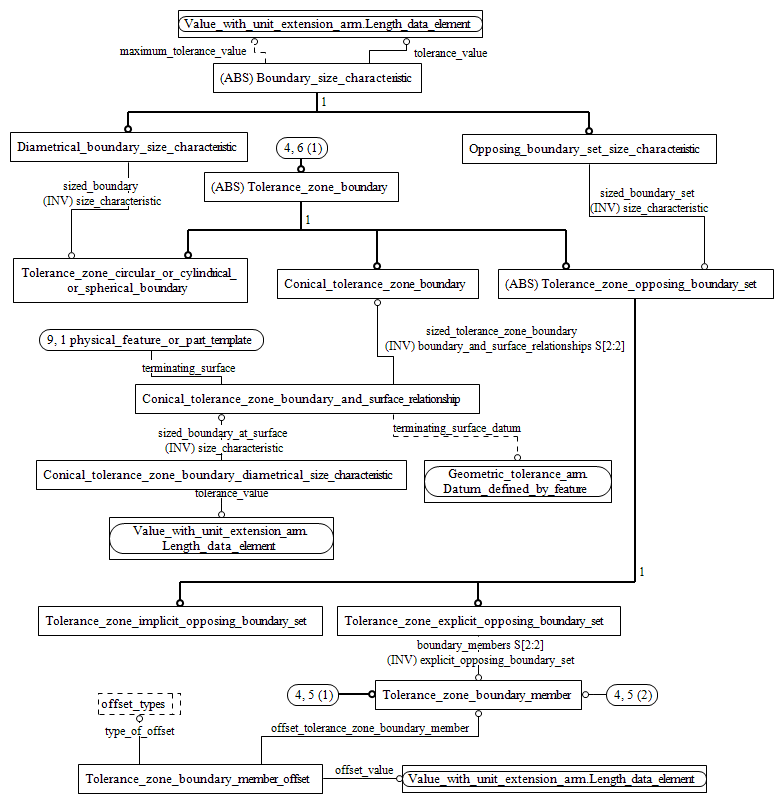 Value_with_unit_extension_arm.Length_data_element
maximum_tolerance_value
tolerance_value
(ABS) Boundary_size_characteristic
1
Diametrical_boundary_size_characteristic
4, 6 (1)
Opposing_boundary_set_size_characteristic
sized_boundary
(INV) size_characteristic
(ABS) Tolerance_zone_boundary
sized_boundary_set
(INV) size_characteristic
1
Tolerance_zone_circular_or_cylindrical_
or_spherical_boundary
Conical_tolerance_zone_boundary
(ABS) Tolerance_zone_opposing_boundary_set
9, 1 physical_feature_or_part_template
sized_tolerance_zone_boundary
(INV) boundary_and_surface_relationships S[2:2]
terminating_surface
Conical_tolerance_zone_boundary_and_surface_relationship
sized_boundary_at_surface
(INV) size_characteristic
terminating_surface_datum
Conical_tolerance_zone_boundary_diametrical_size_characteristic
Geometric_tolerance_arm.
Datum_defined_by_feature
tolerance_value
Value_with_unit_extension_arm.
Length_data_element
1
Tolerance_zone_implicit_opposing_boundary_set
Tolerance_zone_explicit_opposing_boundary_set
boundary_members S[2:2]
(INV) explicit_opposing_boundary_set
4, 5 (1)
Tolerance_zone_boundary_member
4, 5 (2)
offset_types
type_of_offset
offset_tolerance_zone_boundary_member
Tolerance_zone_boundary_member_offset
offset_value
Value_with_unit_extension_arm.Length_data_element